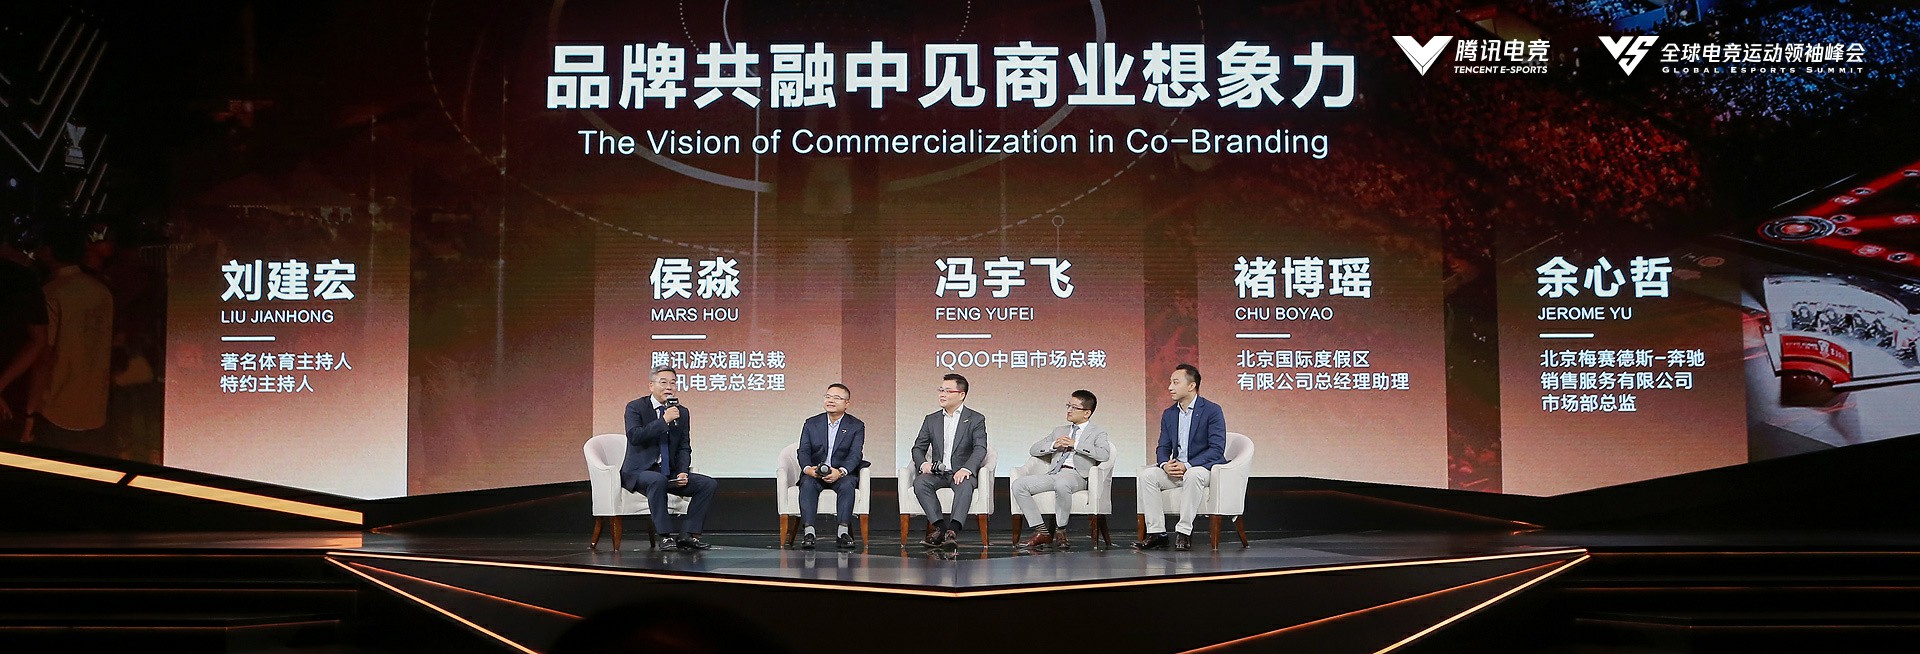 品牌共融中见商业想象力
The Vision of Commercialization in Co-Branding
腾讯电竞
TENCENT E-SPORTS
全球电竞运动领袖峰会
GLOBAL ESPORTS SUMMIT
刘建宏
LIU JIANHONG
著名体育主持人
特约主持人
侯淼
MARS HOU
腾讯游戏副总裁
讯电竞总经理
冯宇飞
FENG YUFEI
iQOO中国市场总裁
褚博瑶
CHU BOYAO
北京国际度假区
有限公司总经理助理
余心哲
JEROME YU
北京梅赛德斯-奔驰
销售服务有限公司
市场部总监